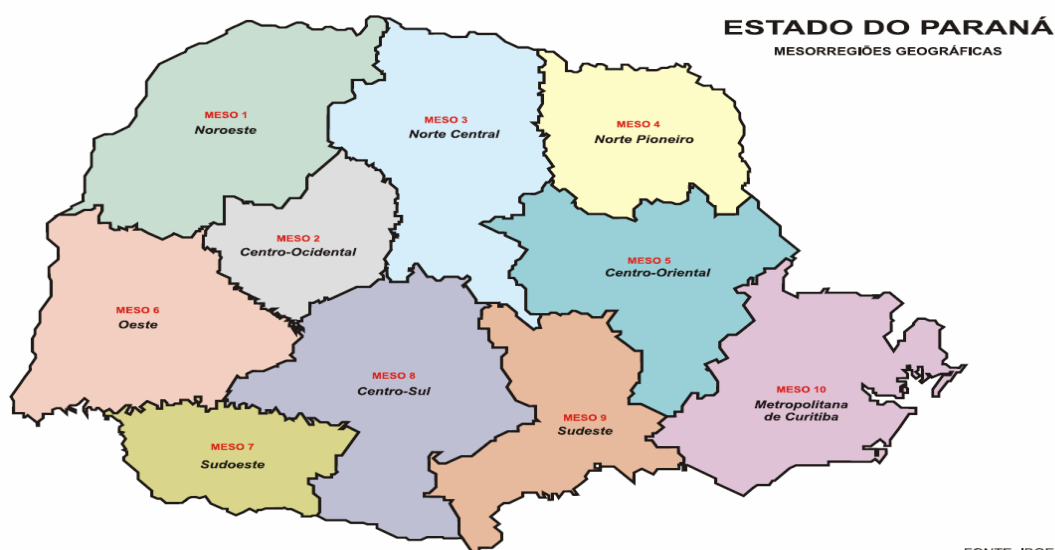 ESTADO DO PARANÁ
MESORREGIÕES GEOGRÁFICAS
MESO 1
Noroeste
MESO 3
Norte Central
MESO 4
Norte Pioneiro
MESO 2
Centro-Ocidental
MESO 5
Centro-Oriental
MESO 6
Oeste
MESO 8
Centro-Sul
MESO 10
Metropolitana
de Curitiba
MESO 9
Sudeste
MESO 7
Sudoeste
FONTE: IBGE